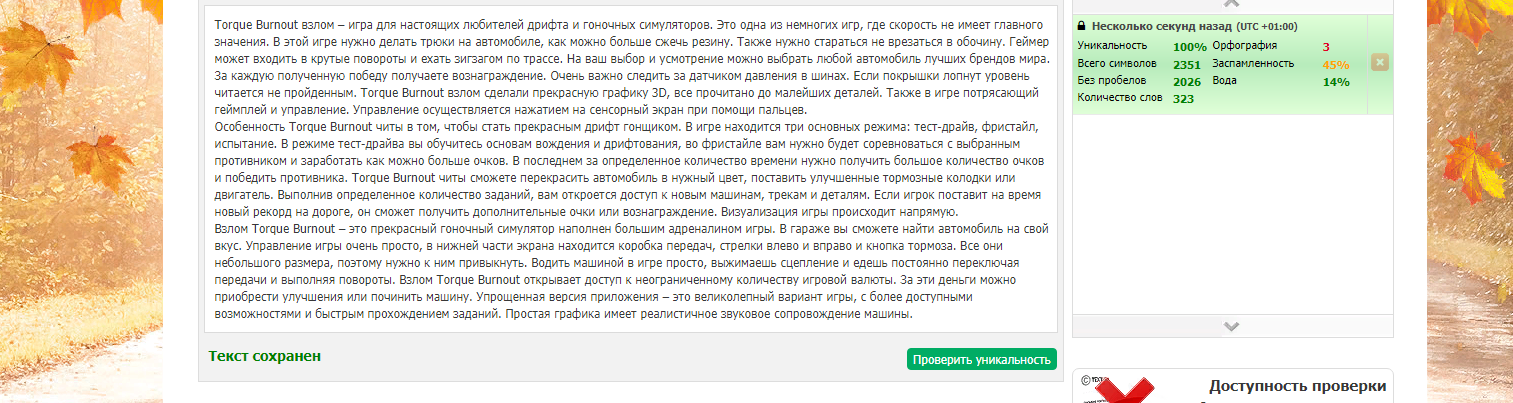 Torque Burnout взлом – игра для настоящих любителей дрифта и гоночных симуляторов. Это одна из немногих игр, где скорость не имеет главного
значения. В этой игре нужно делать трюки на автомобиле, как можно больше сжечь резину. Также нужно стараться не врезаться в обочину. Геймер
может входить в крутые повороты и ехать зигзагом по трассе. На ваш выбор и усмотрение можно выбрать любой автомобиль лучших брендов мира.
За каждую полученную победу получаете вознаграждение. Очень важно следить за датчиком давления в шинах. Если покрышки лопнут уровень
читается не пройденным. Torque Burnout взлом сделали прекрасную графику 3D, все прочитано до малейших деталей. Также в игре потрясающий
геймплей и управление. Управление осуществляется нажатием на сенсорный экран при помощи пальцев.
Особенность Torque Burnout читы в том, чтобы стать прекрасным дрифт гонщиком. В игре находится три основных режима: тест-драйв, фристайл,
испытание. В режиме тест-драйва вы обучитесь основам вождения и дрифтования, во фристайле вам нужно будет соревноваться с выбранным
противником и заработать как можно больше очков. В последнем за определенное количество времени нужно получить большое количество очков
и победить противника. Torque Burnout читы сможете перекрасить автомобиль в нужный цвет, поставить улучшенные тормозные колодки или
двигатель. Выполнив определенное количество заданий, вам откроется доступ к новым машинам, трекам и деталям. Если игрок поставит на время
новый рекорд на дороге, он сможет получить дополнительные очки или вознаграждение. Визуализация игры происходит напрямую.
Взлом Torque Burnout – это прекрасный гоночный симулятор наполнен большим адреналином игры. В гараже вы сможете найти автомобиль на свой
вкус. Управление игры очень просто, в нижней части экрана находится коробка передач, стрелки влево и вправо и кнопка тормоза. Все они
небольшого размера, поэтому нужно к ним привыкнуть. Водить машиной в игре просто, выжимаешь сцепление и едешь постоянно переключая
передачи и выполняя повороты. Взлом Torque Burnout открывает доступ к неограниченному количеству игровой валюты. За эти деньги можно
приобрести улучшения или починить машину. Упрощенная версия приложения – это великолепный вариант игры, с более доступными
возможностями и быстрым прохождением заданий. Простая графика имеет реалистичное звуковое сопровождение машины.
Текст сохранен
Проверить уникальность
Несколько секунд назад (UTC +01:00)
Уникальность 100% Орфография 3
Всего символов 2351 Заспамленность 45%
Без пробелов 2026 Вода 14%
Количество слов 323
Доступность проверки